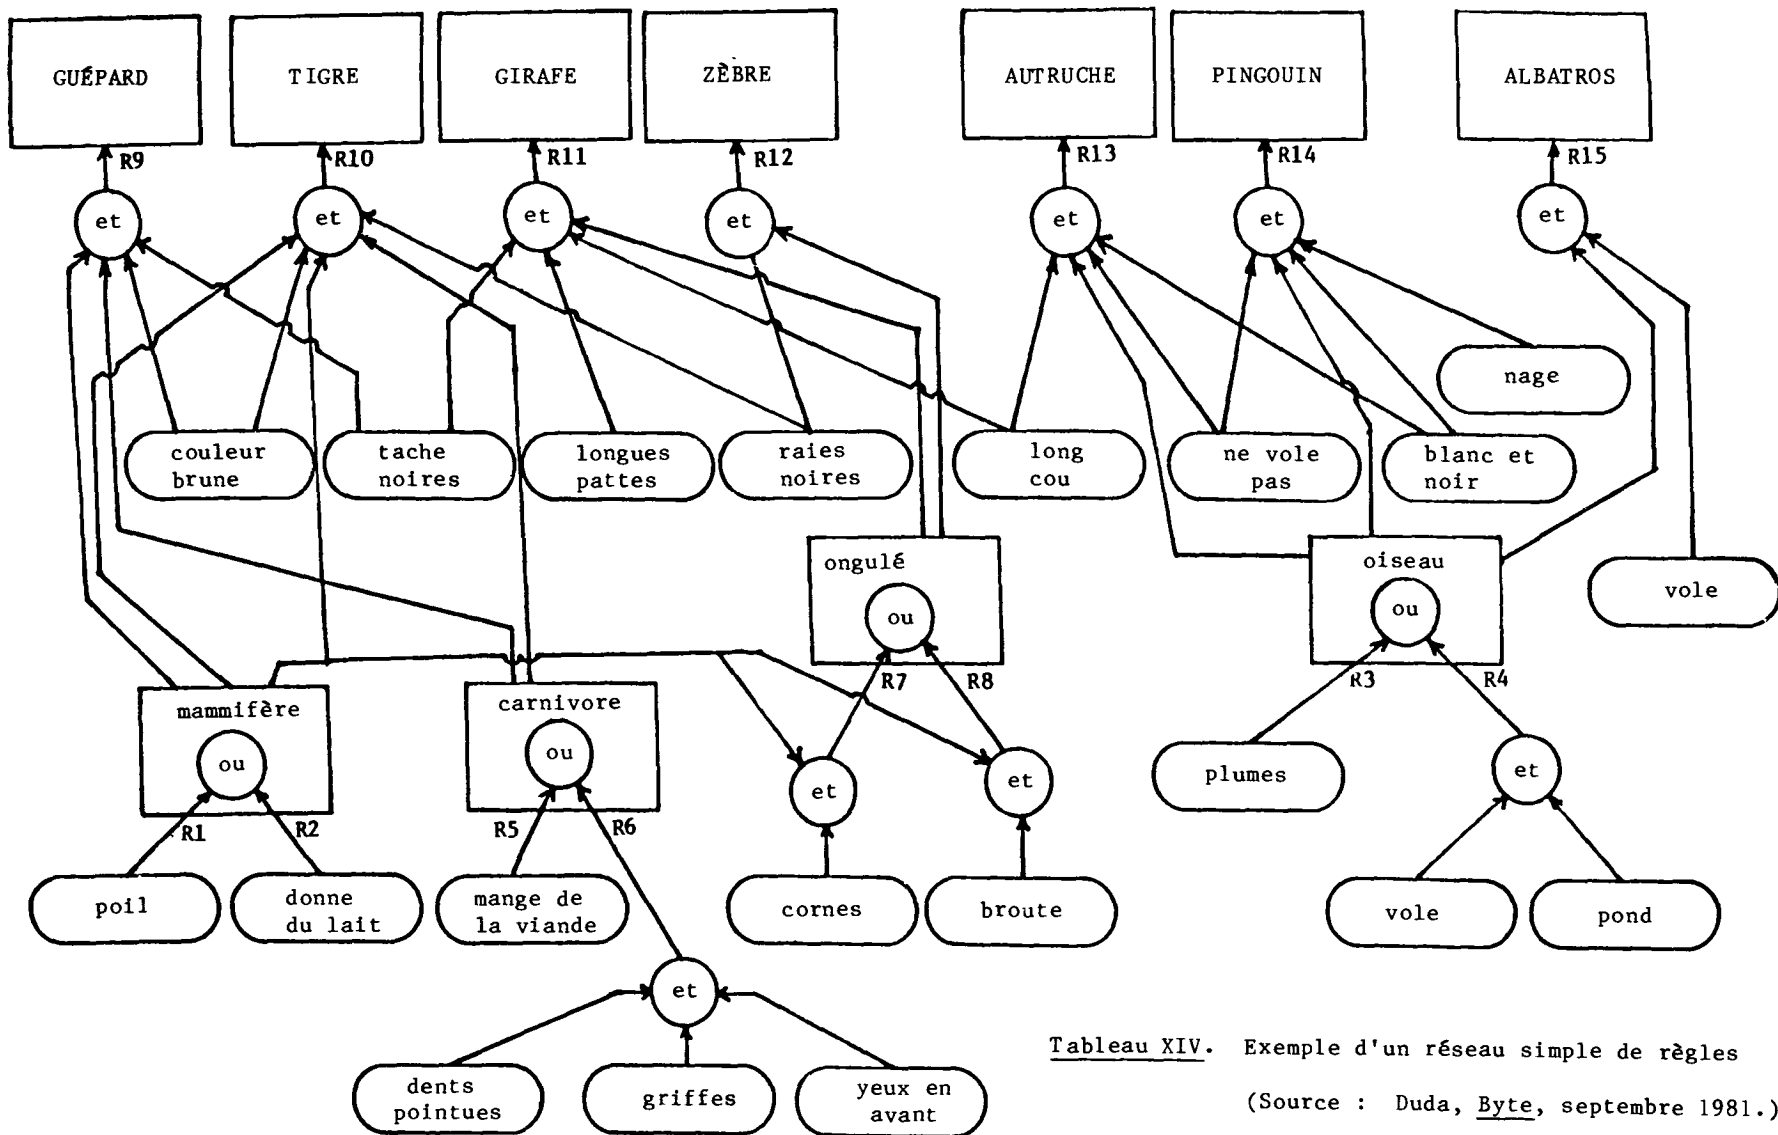 GUÉPARD
TIGRE
GIRAFE
ZÈBRE
AUTRUCHE
PINGOUIN
ALBATROS
R9
R10
R11
R12
R13
R14
R15
et
et
et
et
et
et
et
nage
couleur
brune
tache
noires
longues
pattes
raies
noires
long
cou
ne vole
pas
blanc et
noir
ongulé
ou
oiseau
ou
vole
R7
R8
R3
R4
mammifère
ou
carnivore
ou
et
et
plumes
et
R1
R2
R5
R6
poil
donne
du lait
mange de
la viande
cornes
broute
vole
pond
et
dents
pointues
griffes
yeux en
avant
Tableau XIV. Exemple d'un réseau simple de règles
(Source : Duda, Byte, septembre 1981.)